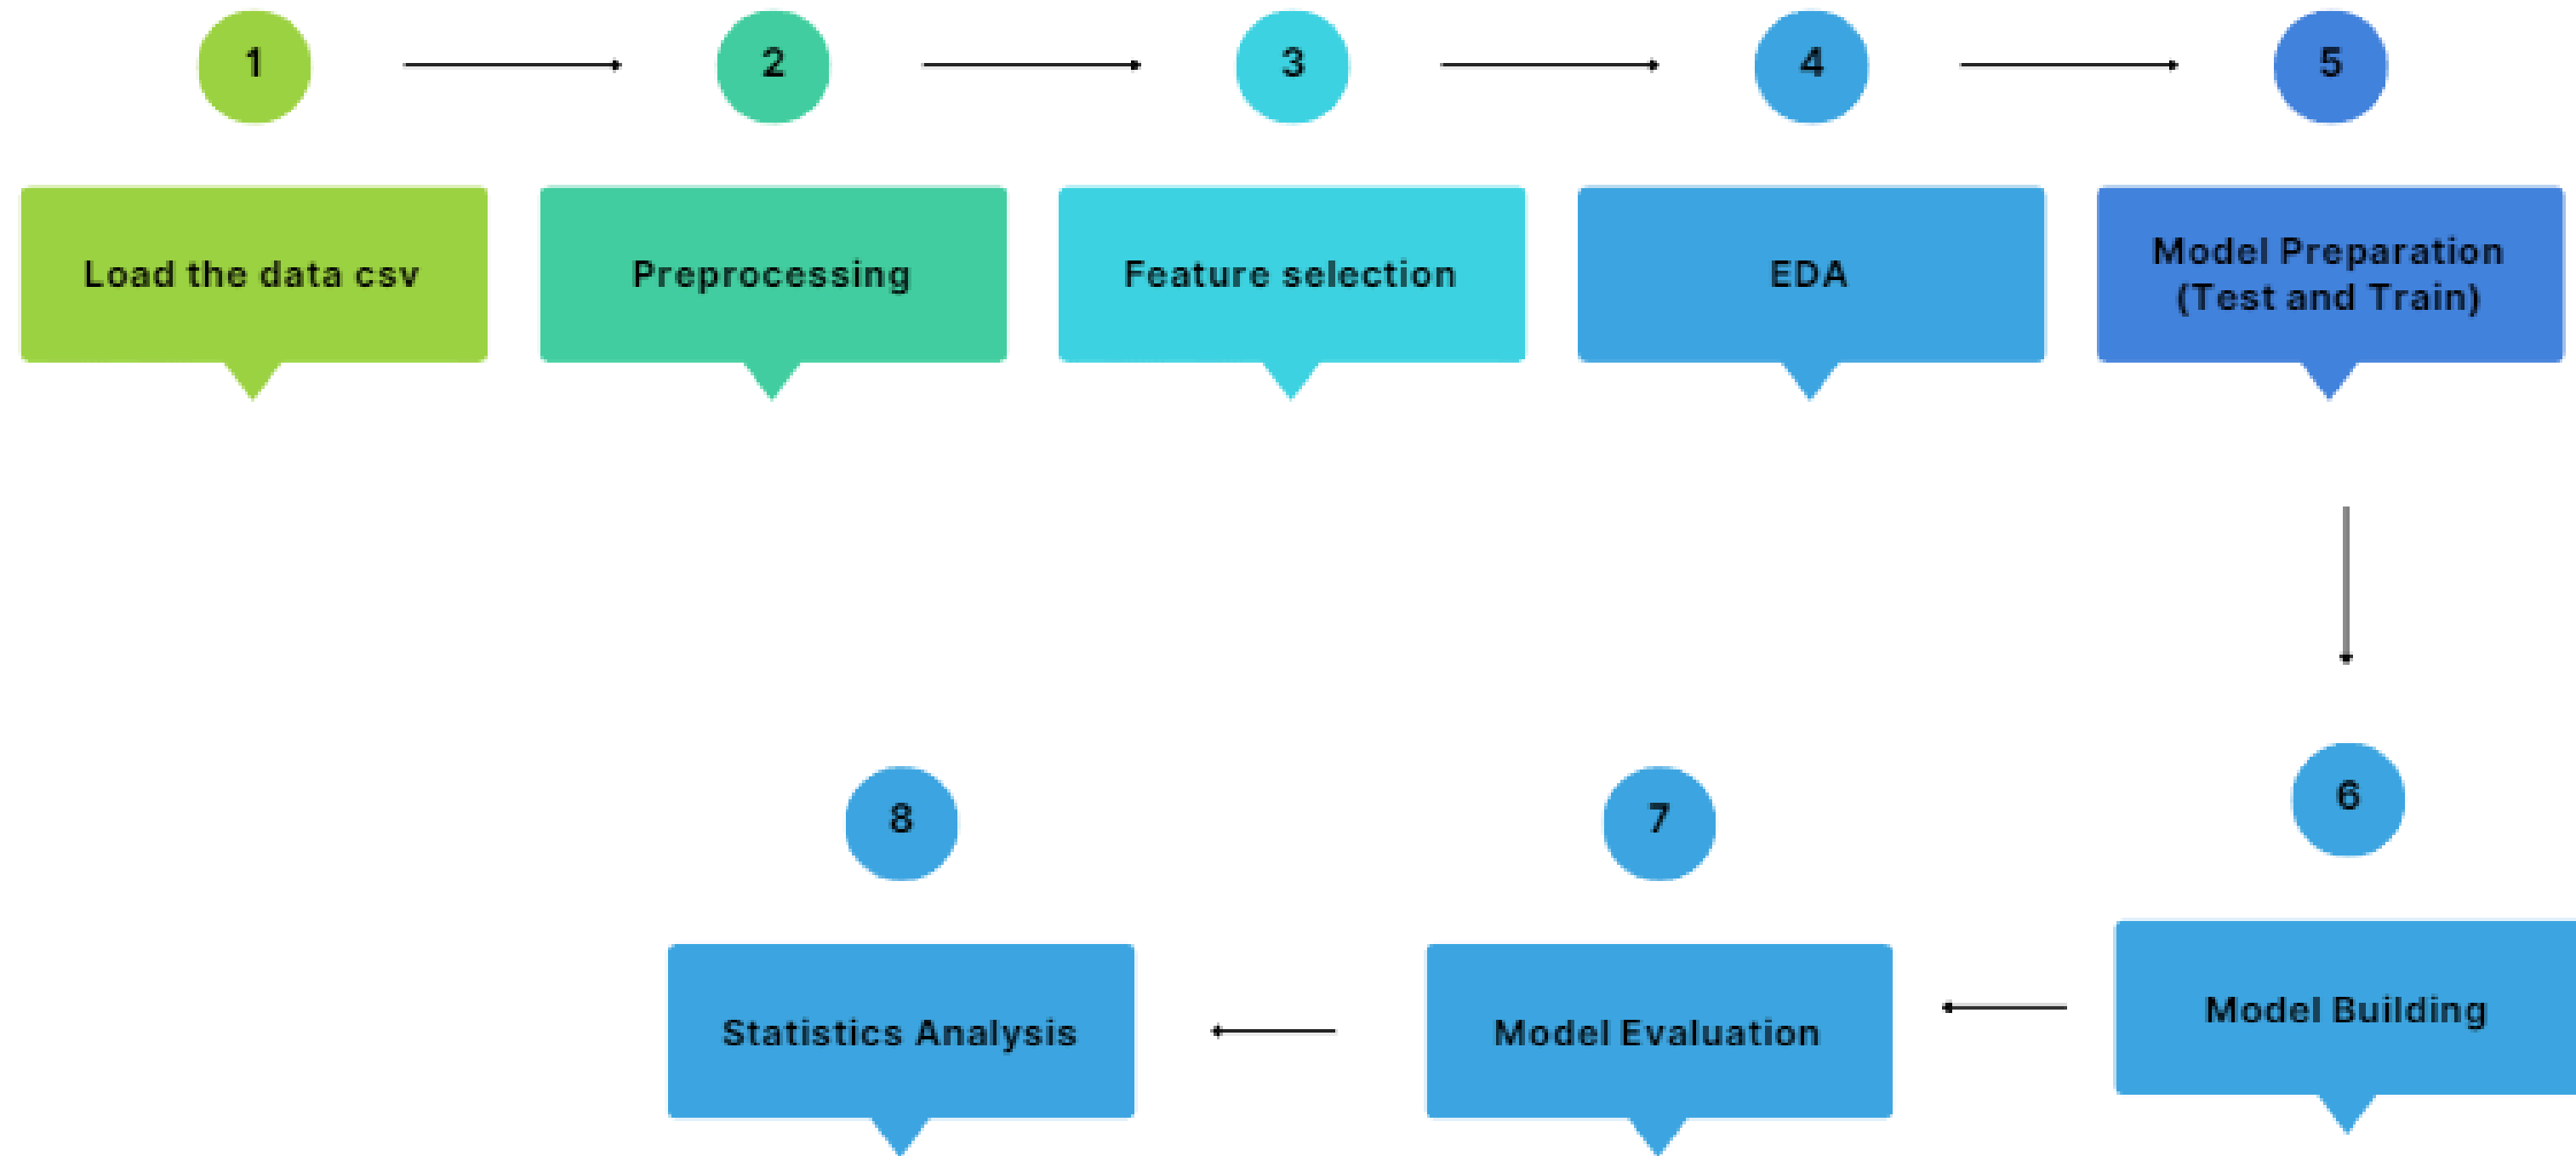 1
2
3
4
5
Load the data csv
Preprocessing
Feature selection
EDA
Model Preparation
(Test and Train)
6
7
8
Model Building
Model Evaluation
Statistics Analysis